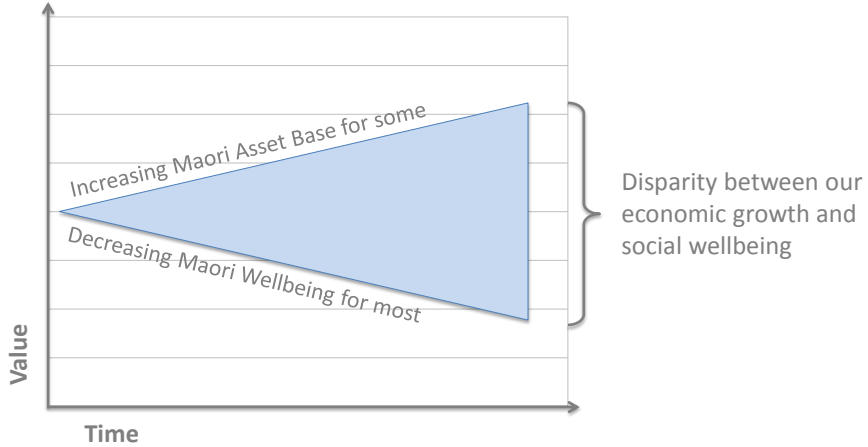 Increasing Maori Asset Base for some
Decreasing Maori Wellbeing for most
Disparity between our
economic growth and
social wellbeing
Value
Time